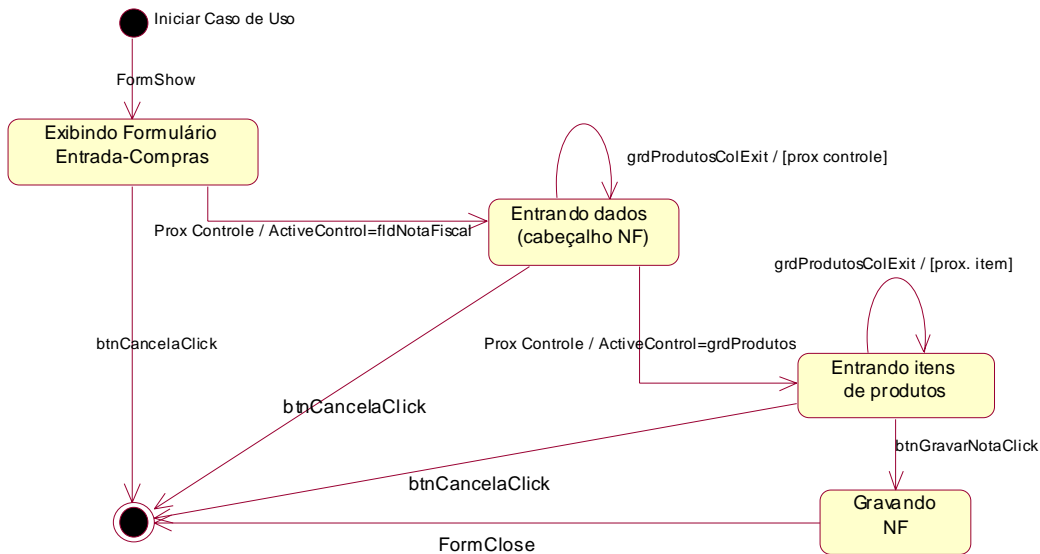 Iniciar Caso de Uso
FormShow
Exibindo Formulário
Entrada-Compras
grdProdutosColExit / [prox controle]
Entrando dados
(cabeçalho NF)
Prox Controle / ActiveControl=fldNotaFiscal
grdProdutosColExit / [prox. item]
btnCancelaClick
Prox Controle / ActiveControl=grdProdutos
Entrando itens
de produtos
btnCancelaClick
btnGravarNotaClick
btnCancelaClick
Gravando
NF
FormClose